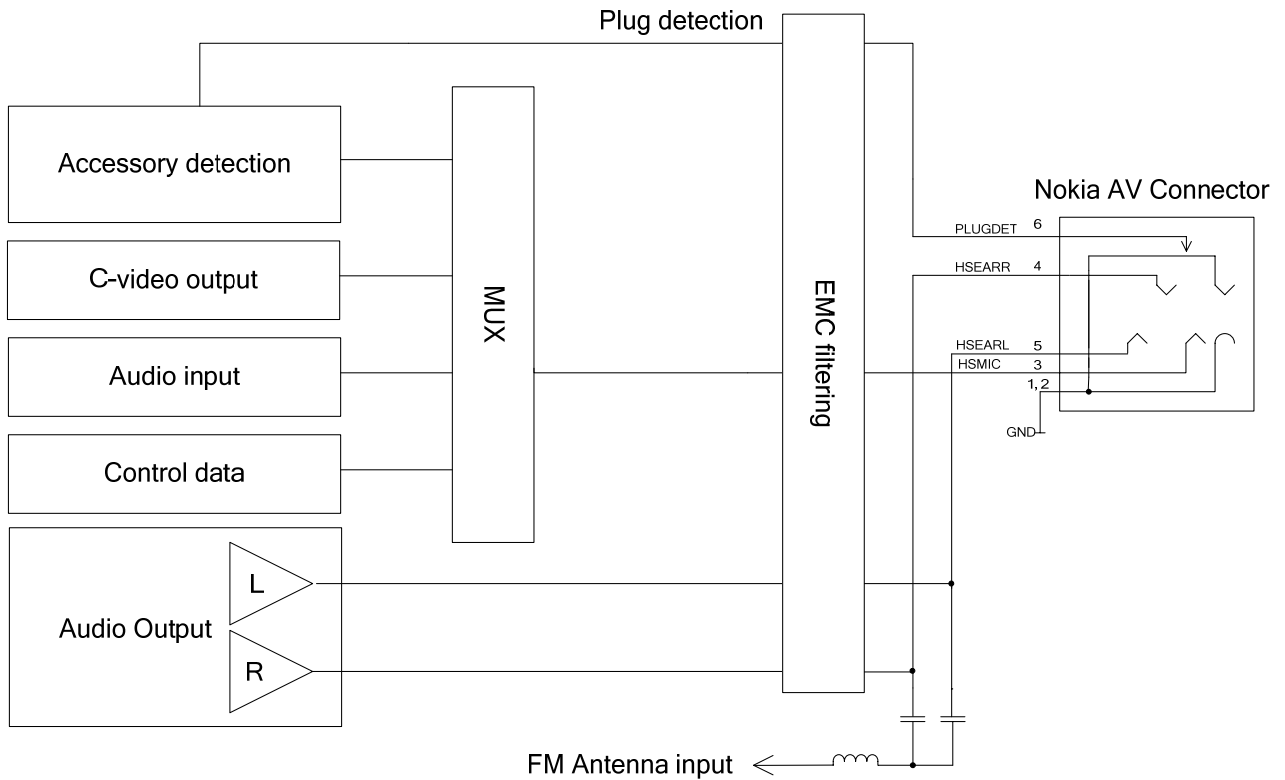 Plug detection
Accessory detection
Nokia AV Connector
PLUGDET 6
C-video output
HSEARR 4
MUX
EMC filtering
HSEARL 5
Audio input
HSMIC 3
1, 2
GND
Control data
L
Audio Output
R
FM Antenna input